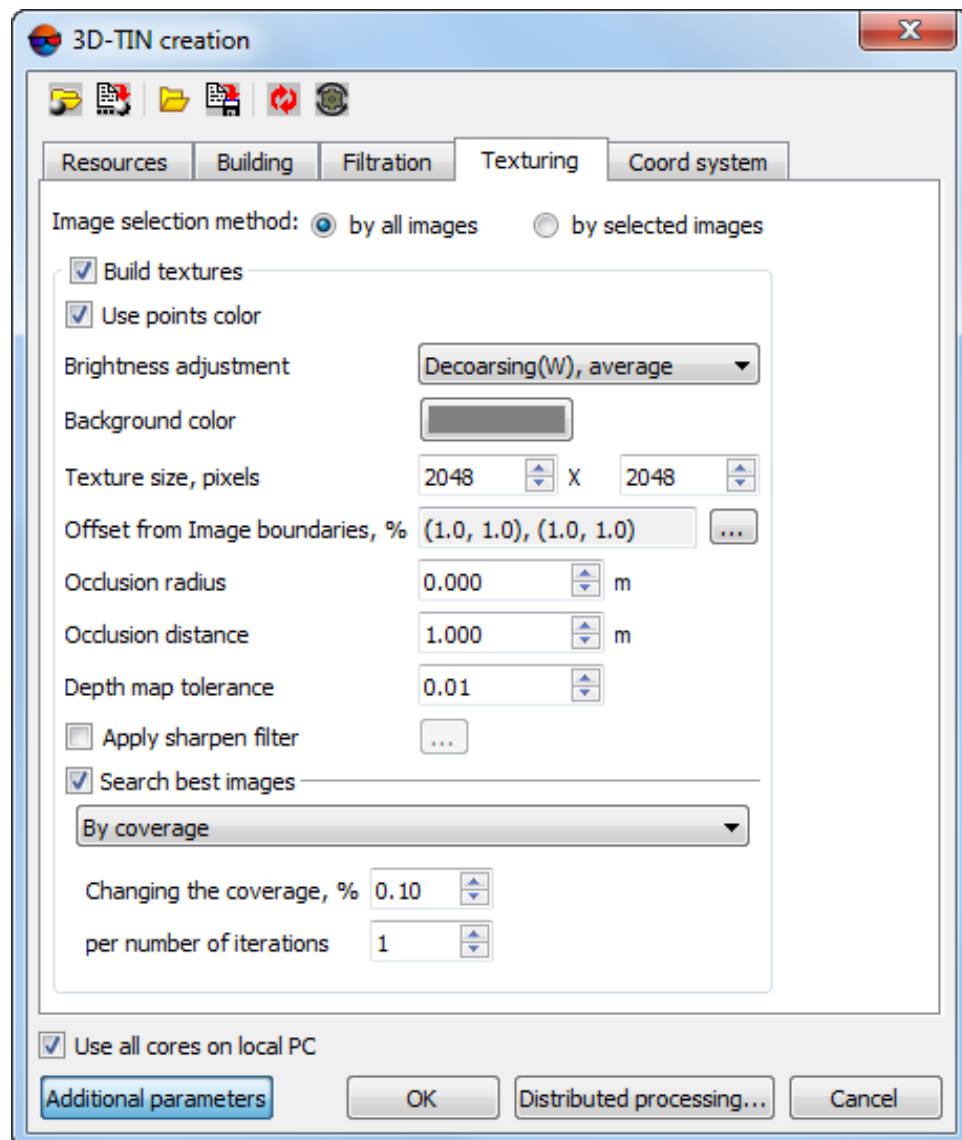 3D-TIN creation
Resources Building Filtration Texturing Coord system
Image selection method: by all images by selected images
Build textures
Use points color
Brightness adjustment Decoarsing(W), average
Background color
Texture size, pixels 2048 X 2048
Offset from Image boundaries, % (1.0, 1.0), (1.0, 1.0) ...
Occlusion radius 0.000 m
Occlusion distance 1.000 m
Depth map tolerance 0.01
Apply sharpen filter ...
Search best images
By coverage
Changing the coverage, % 0.10
per number of iterations 1
Use all cores on local PC
Additional parameters OK Distributed processing... Cancel